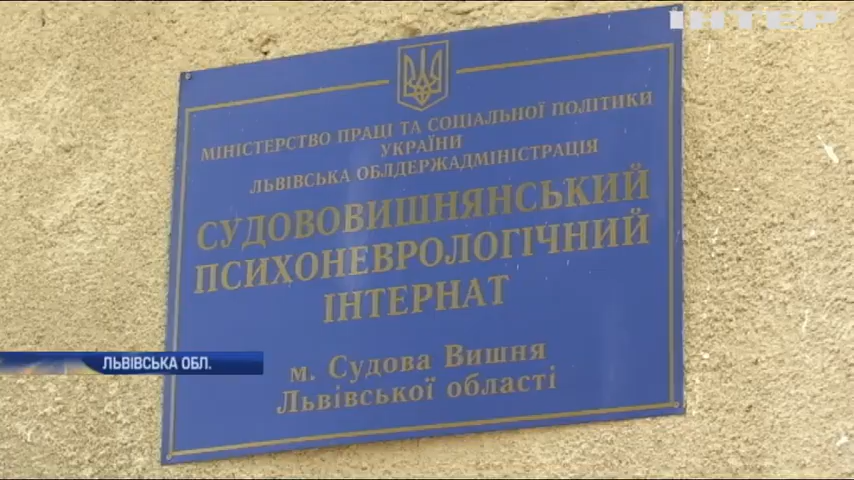 ІНТЕР
МІНІСТЕРСТВО ПРАЦІ ТА СОЦІАЛЬНОЇ ПОЛІТИКИ
УКРАЇНИ
ЛЬВІВСЬКА ОБЛДЕРЖАДМІНІСТРАЦІЯ
СУДОВОВИШНЯНСЬКИЙ
ПСИХОНЕВРОЛОГІЧНИЙ
ІНТЕРНАТ
м. Судова Вишня
Львівської області
ЛЬВІВСЬКА ОБЛ.